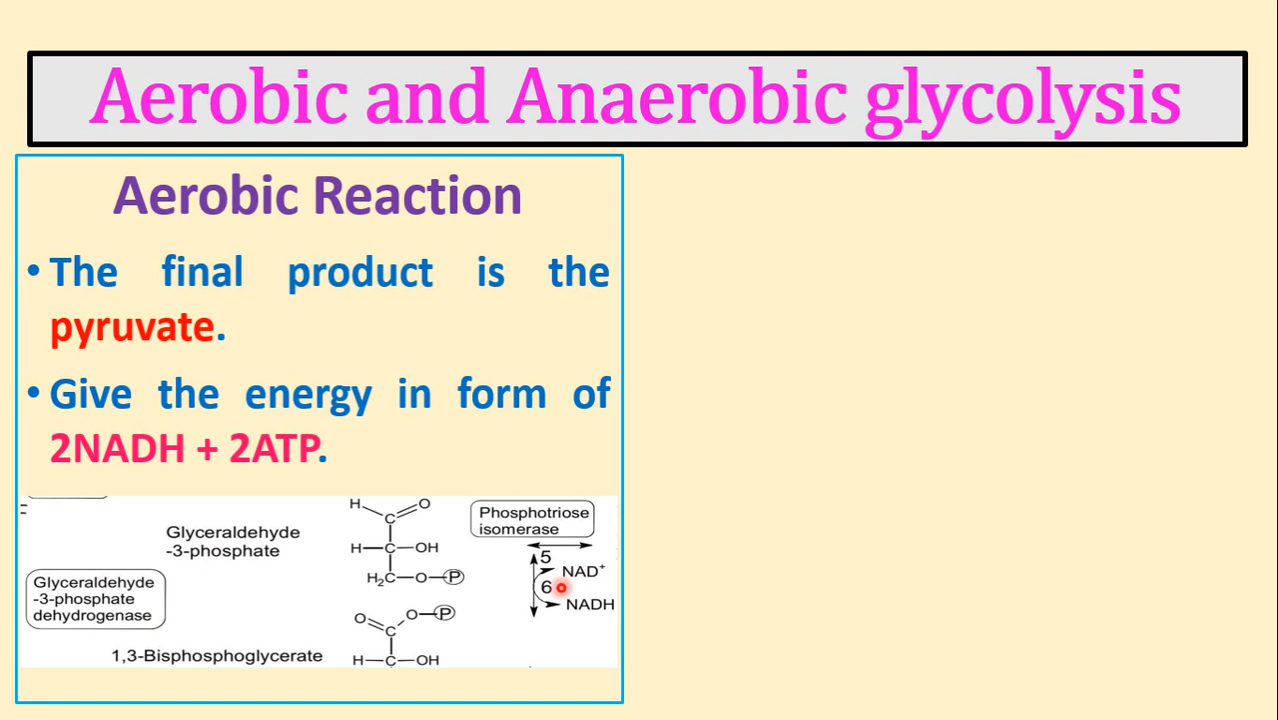 Aerobic and Anaerobic glycolysis
Aerobic Reaction
• The final product is the
pyruvate.
• Give the energy in form of
2NADH + 2ATP.
Glyceraldehyde
-3-phosphate
H
O
C
H—C—OH
H₂C—O—P
Phosphotriose
isomerase
5
NAD⁺
6
NADH
Glyceraldehyde
-3-phosphate
dehydrogenase
O
O—P
C
1,3-Bisphosphoglycerate
H—C—OH